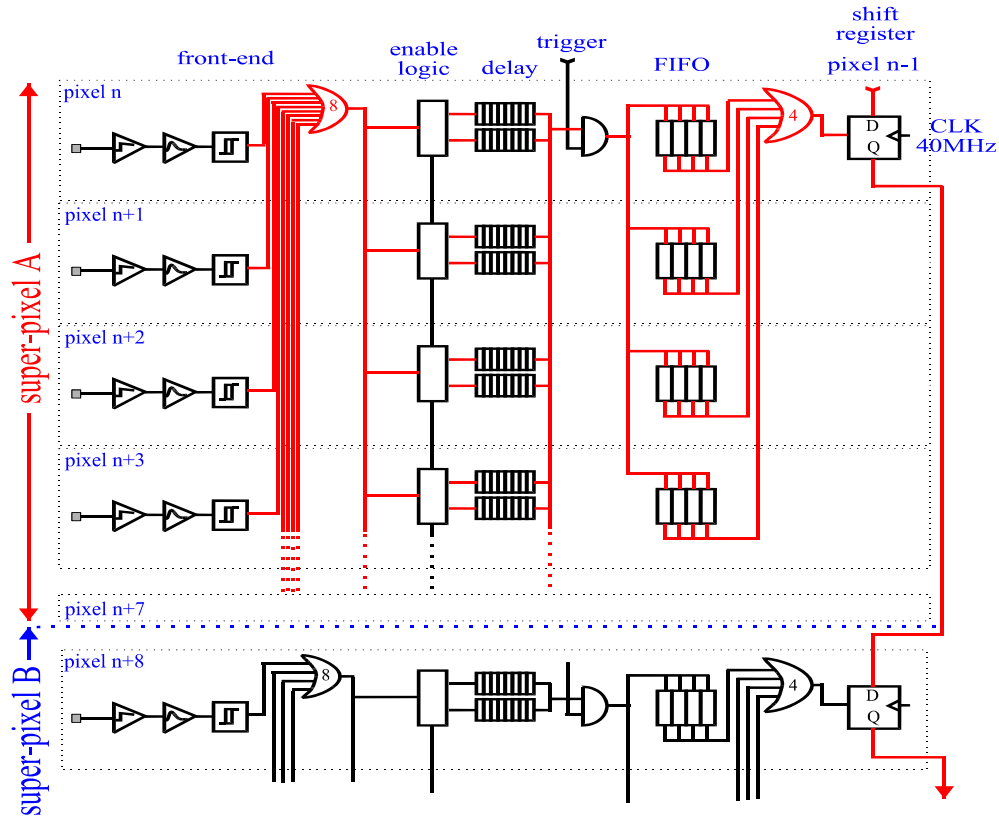 shift
register
pixel n-1
trigger
enable
logic
delay
FIFO
front-end
pixel n
8
4
D
Q
CLK
40MHz
pixel n+1
pixel n+2
pixel n+3
pixel n+7
super-pixel A
pixel n+8
8
4
D
Q
super-pixel B